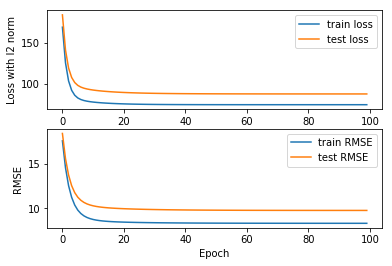 Loss with l2 norm
150
100
train loss
test loss
0
20
40
60
80
100
RMSE
15
10
train RMSE
test RMSE
0
20
40
60
80
100
Epoch